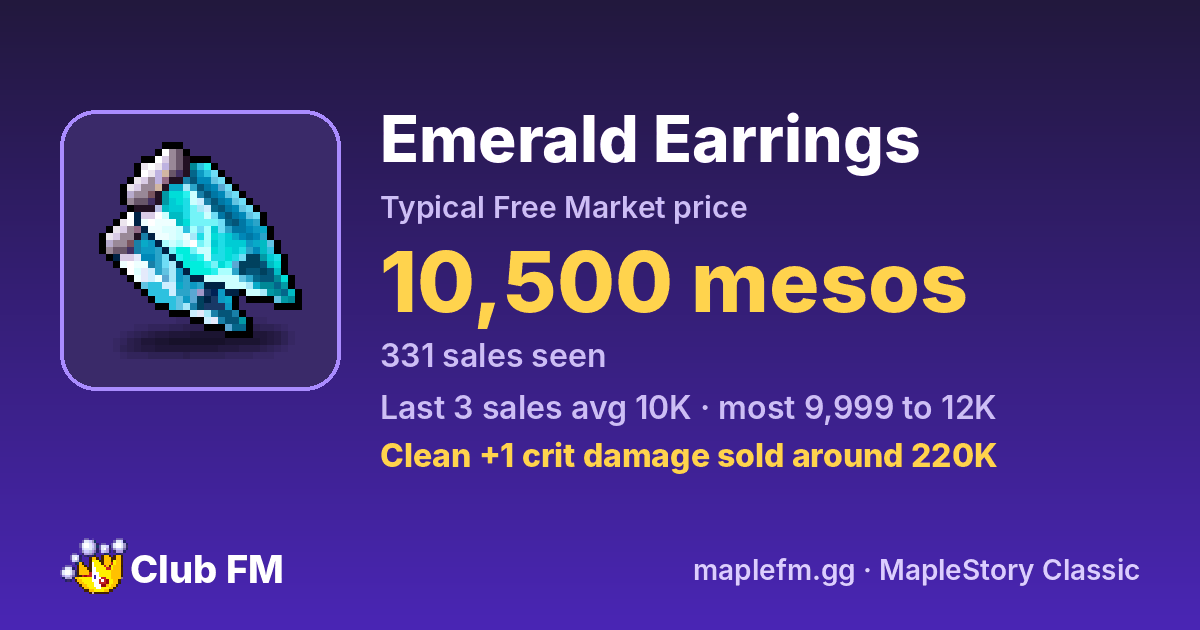 Emerald Earrings
Typical Free Market price
10,500 mesos
331 sales seen
Last 3 sales avg 10K · most 9,999 to 12K
Clean +1 crit damage sold around 220K
Club FM
maplefm.gg · MapleStory Classic